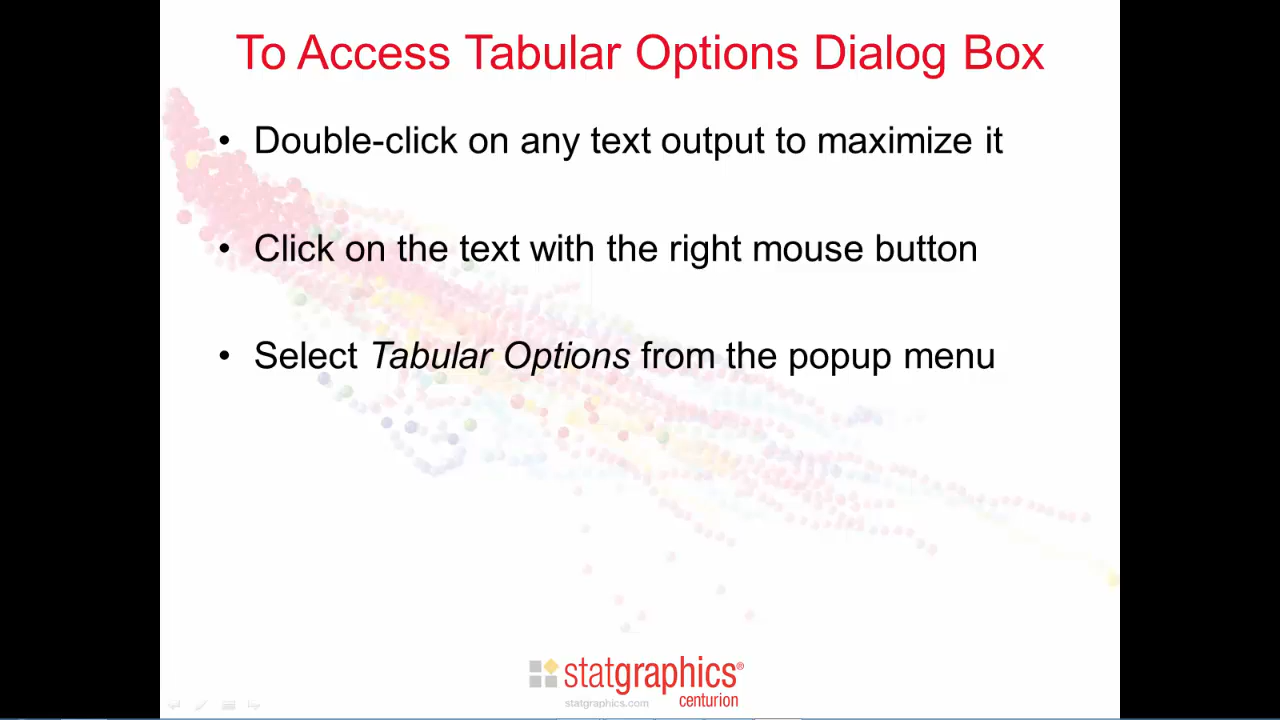 To Access Tabular Options Dialog Box
• Double-click on any text output to maximize it
• Click on the text with the right mouse button
• Select Tabular Options from the popup menu
statgraphics®
statgraphics.com centurion